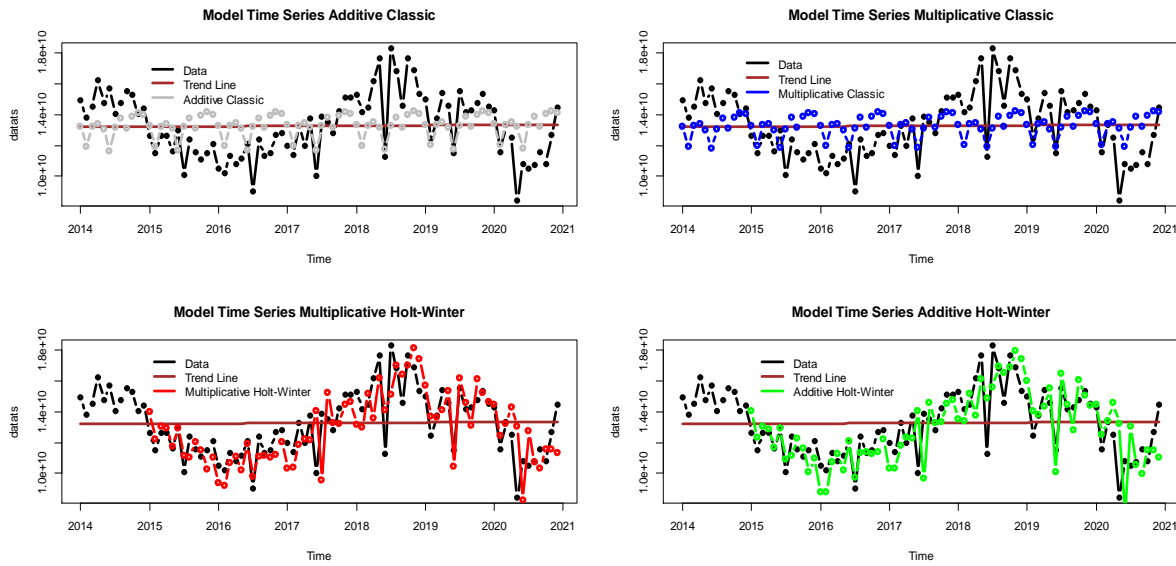 Model Time Series Additive Classic
datats
1.0e+10 1.4e+10 1.8e+10
Data
Trend Line
Additive Classic
2014 2015 2016 2017 2018 2019 2020 2021
Time
Model Time Series Multiplicative Classic
datats
1.0e+10 1.4e+10 1.8e+10
Data
Trend Line
Multiplicative Classic
2014 2015 2016 2017 2018 2019 2020 2021
Time
Model Time Series Multiplicative Holt-Winter
datats
1.0e+10 1.4e+10 1.8e+10
Data
Trend Line
Multiplicative Holt-Winter
2014 2015 2016 2017 2018 2019 2020 2021
Time
Model Time Series Additive Holt-Winter
datats
1.0e+10 1.4e+10 1.8e+10
Data
Trend Line
Additive Holt-Winter
2014 2015 2016 2017 2018 2019 2020 2021
Time